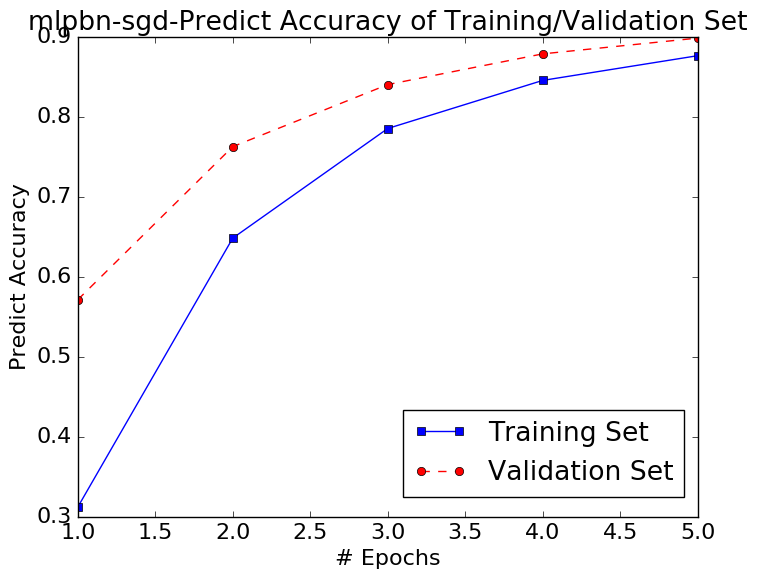 mlpbn-sgd-Predict Accuracy of Training/Validation Set
0.9
0.8
0.7
0.6
0.5
0.4
0.3
Predict Accuracy
Training Set
Validation Set
1.0 1.5 2.0 2.5 3.0 3.5 4.0 4.5 5.0
# Epochs